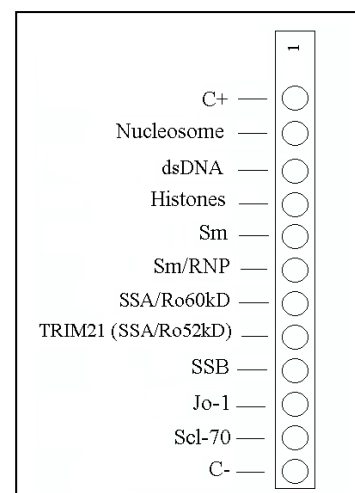 1
C+
Nucleosome
dsDNA
Histones
Sm
Sm/RNP
SSA/Ro60kD
TRIM21 (SSA/Ro52kD)
SSB
Jo-1
Scl-70
C-